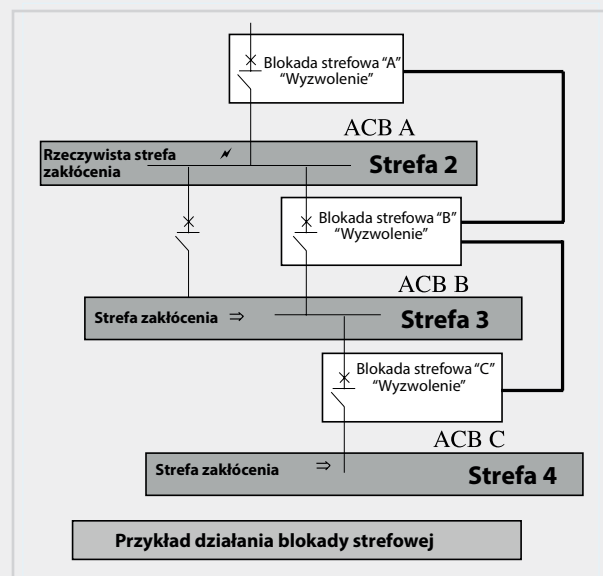 Blokada strefowa “A”
“Wyzwolenie”
ACB A
Rzeczywista strefa
zakłócenia
Strefa 2
Blokada strefowa “B”
“Wyzwolenie”
ACB B
Strefa zakłócenia ⇒
Strefa 3
Blokada strefowa “C”
“Wyzwolenie”
ACB C
Strefa zakłócenia ⇒
Strefa 4
Przykład działania blokady strefowej